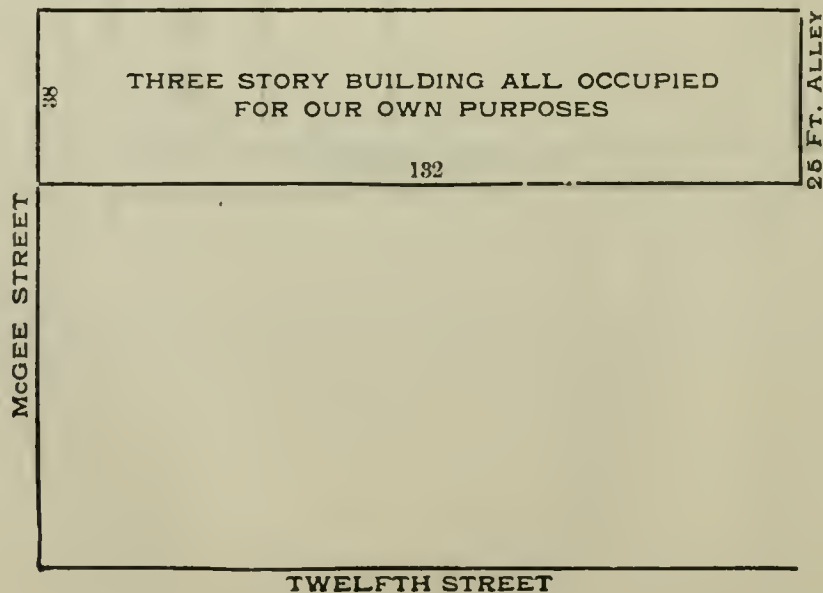 THREE STORY BUILDING ALL OCCUPIED
FOR OUR OWN PURPOSES
38
132
25 FT. ALLEY
McGEE STREET
TWELFTH STREET